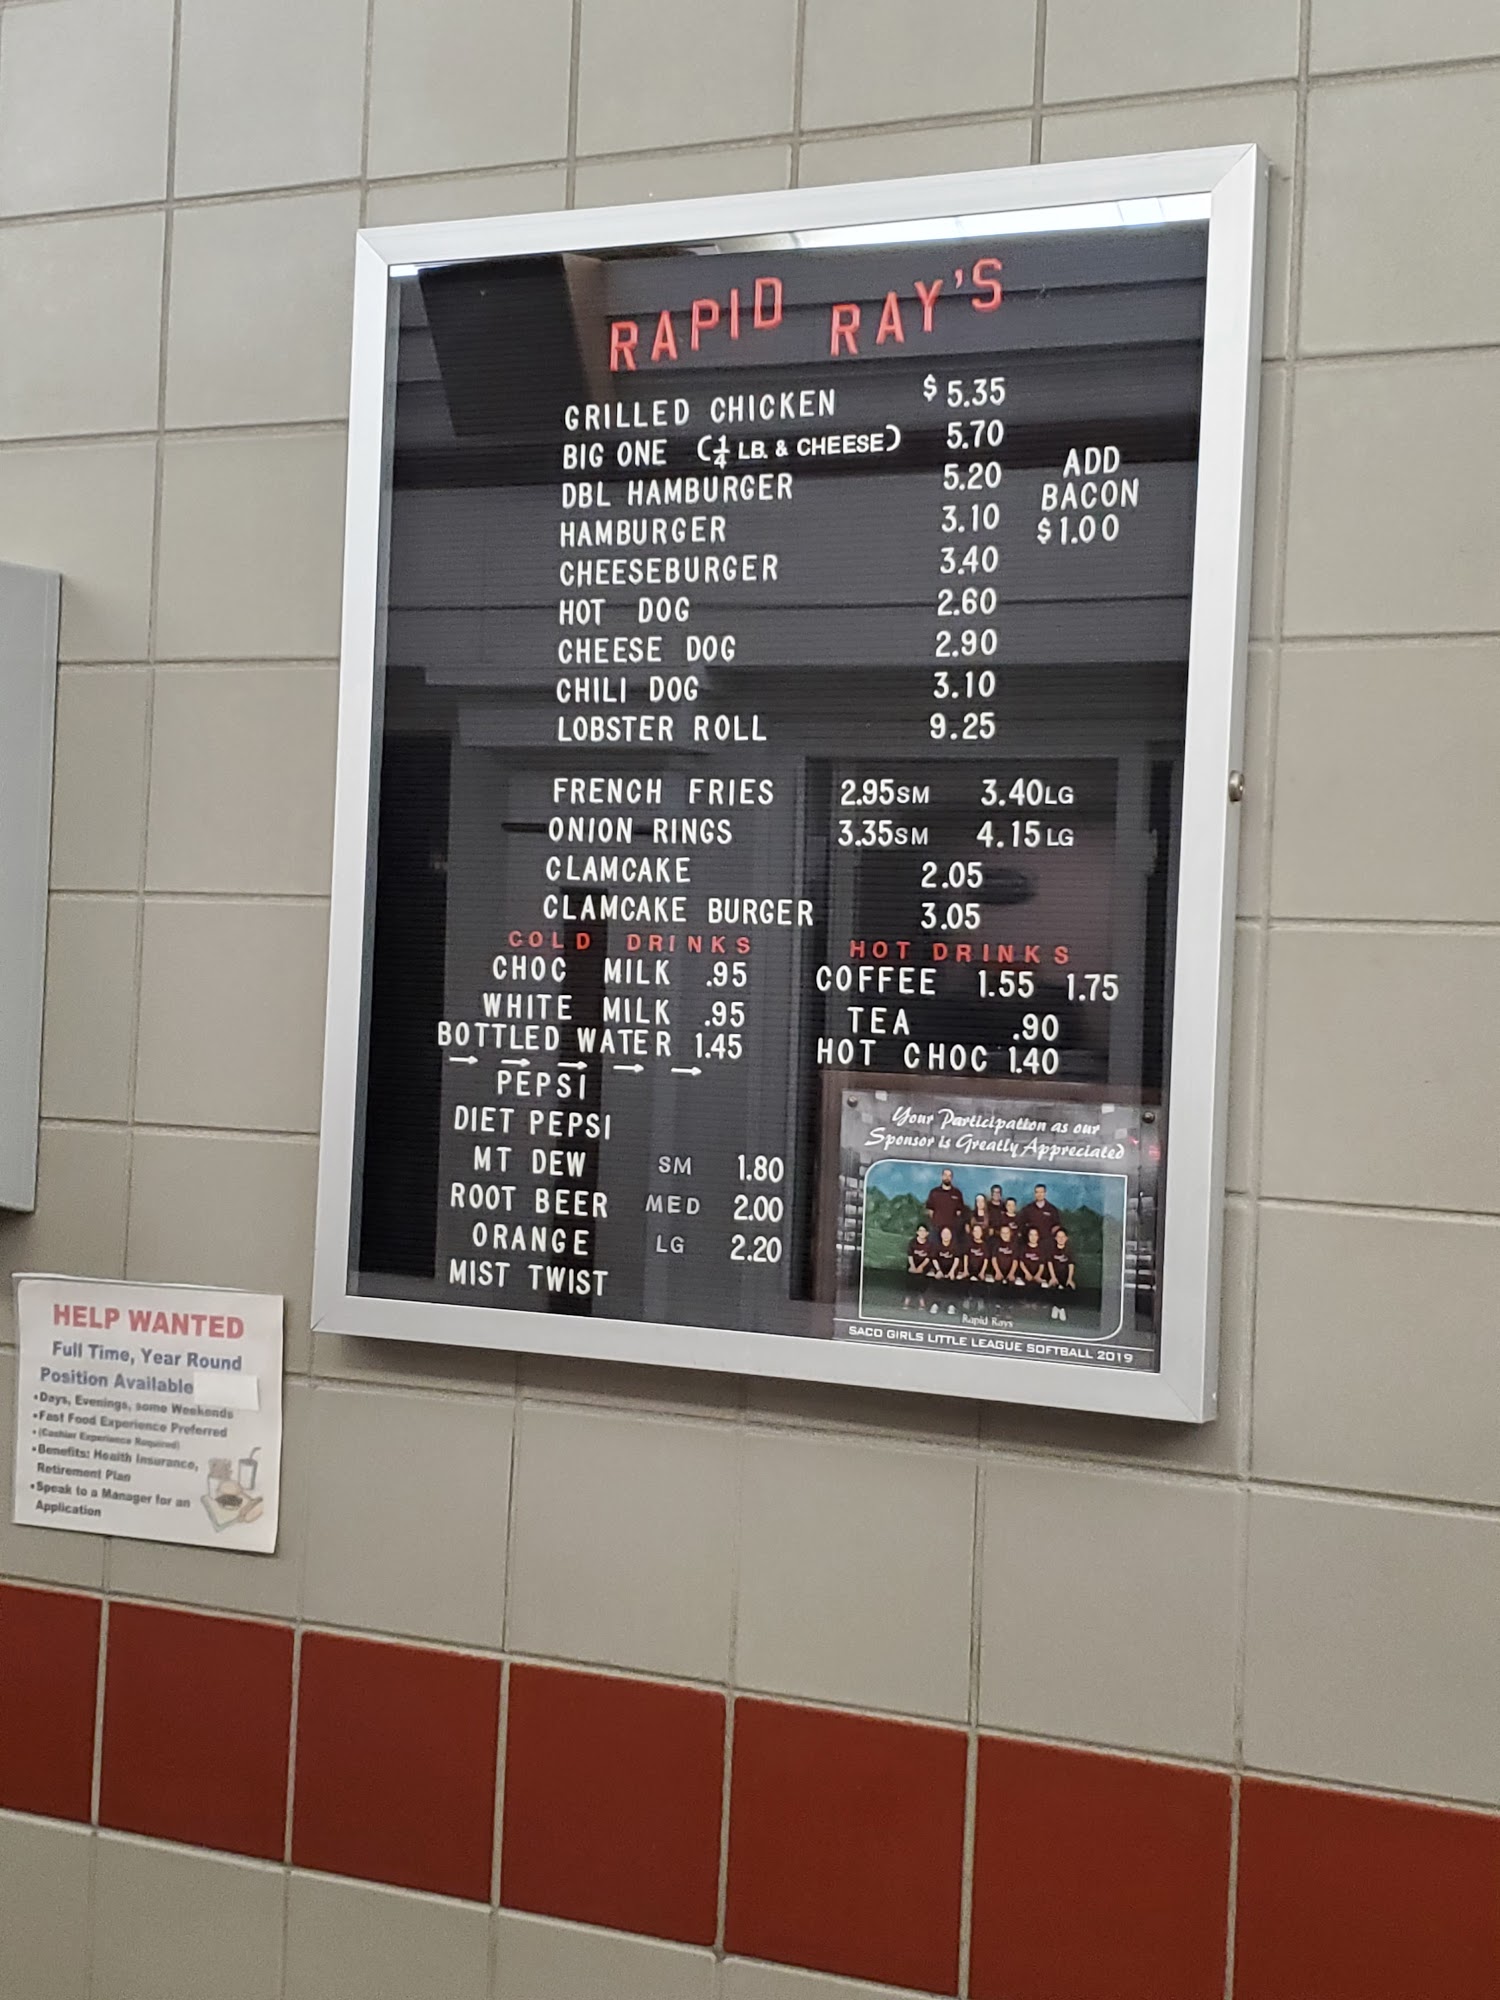 RAPID RAY'S
GRILLED CHICKEN $ 5.35
BIG ONE (¼ LB. & CHEESE) 5.70
DBL HAMBURGER 5.20
HAMBURGER 3.10
CHEESEBURGER 3.40
HOT DOG 2.60
CHEESE DOG 2.90
CHILI DOG 3.10
LOBSTER ROLL 9.25
ADD
BACON
$1.00
FRENCH FRIES 2.95SM 3.40LG
ONION RINGS 3.35SM 4.15LG
CLAMCAKE 2.05
CLAMCAKE BURGER 3.05
COLD DRINKS
CHOC MILK .95
WHITE MILK .95
BOTTLED WATER 1.45
→ → → → →
PEPSI
DIET PEPSI
MT DEW SM 1.80
ROOT BEER MED 2.00
ORANGE LG 2.20
MIST TWIST
HOT DRINKS
COFFEE 1.55 1.75
TEA .90
HOT CHOC 1.40
Your Participation as our
Sponsor is Greatly Appreciated
Rapid Rays
SACO GIRLS LITTLE LEAGUE SOFTBALL 2019
HELP WANTED
Full Time, Year Round
Position Available
•Days, Evenings, some Weekends
•Fast Food Experience Preferred
•(Cashier Experience Required)
•Benefits: Health Insurance,
Retirement Plan
•Speak to a Manager for an
Application